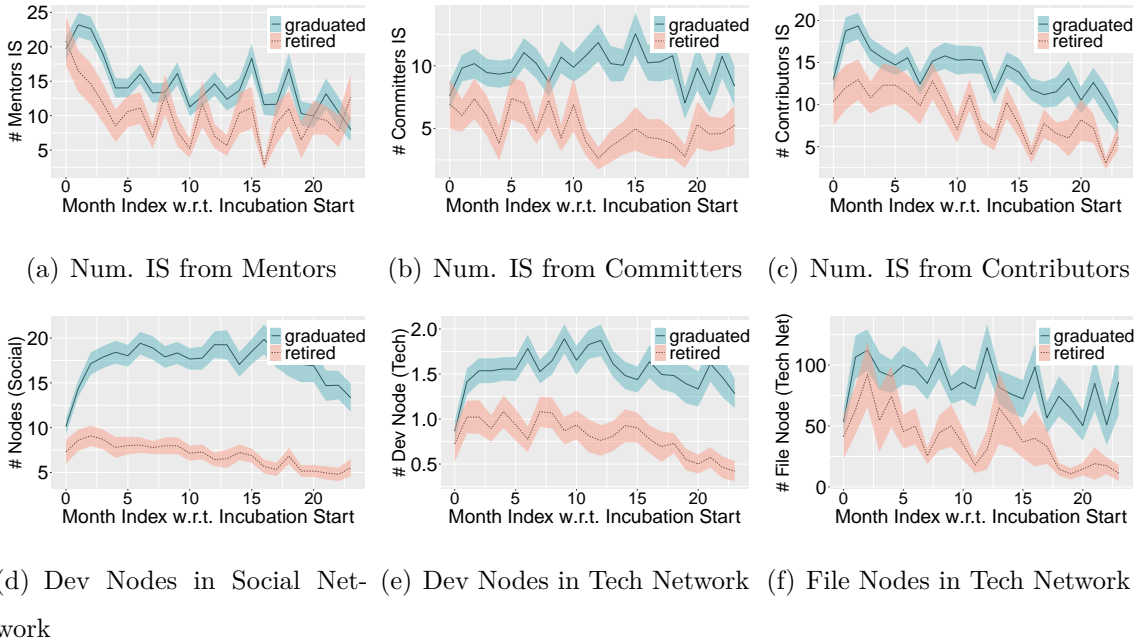 # Mentors IS
25
20
15
10
5
graduated
retired
0 5 10 15 20
Month Index w.r.t. Incubation Start
(a) Num. IS from Mentors
# Committers IS
10
5
graduated
retired
0 5 10 15 20
Month Index w.r.t. Incubation Start
(b) Num. IS from Committers
# Contributors IS
20
15
10
5
graduated
retired
0 5 10 15 20
Month Index w.r.t. Incubation Start
(c) Num. IS from Contributors
# Nodes (Social)
20
15
10
5
graduated
retired
0 5 10 15 20
Month Index w.r.t. Incubation Start
(d) Dev Nodes in Social Net-
work
# Dev Node (Tech)
2.0
1.5
1.0
0.5
graduated
retired
0 5 10 15 20
Month Index w.r.t. Incubation Start
(e) Dev Nodes in Tech Network
# File Node (Tech Net)
100
50
0
graduated
retired
0 5 10 15 20
Month Index w.r.t. Incubation Start
(f) File Nodes in Tech Network